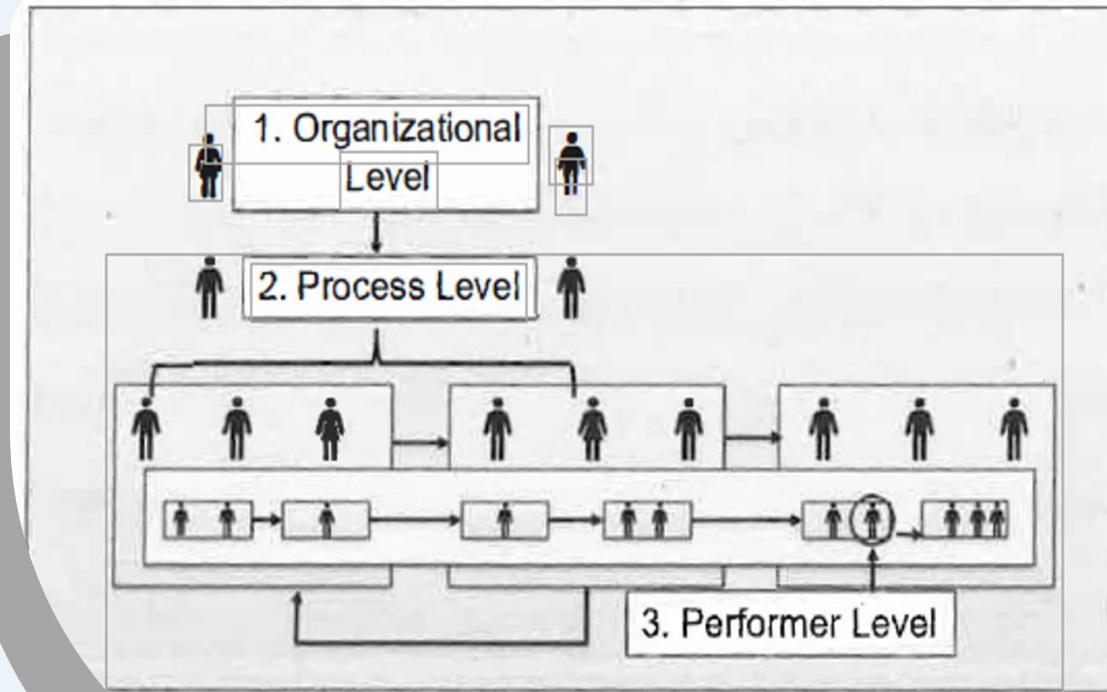 1. Organizational
Level
2. Process Level
3. Performer Level